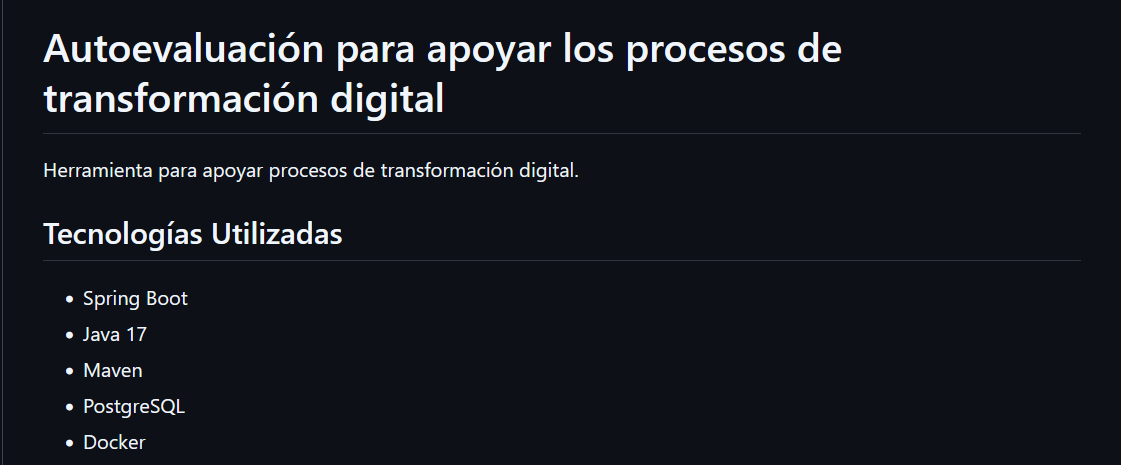 Autoevaluación para apoyar los procesos de
transformación digital
Herramienta para apoyar procesos de transformación digital.
Tecnologías Utilizadas
Spring Boot
Java 17
Maven
PostgreSQL
Docker